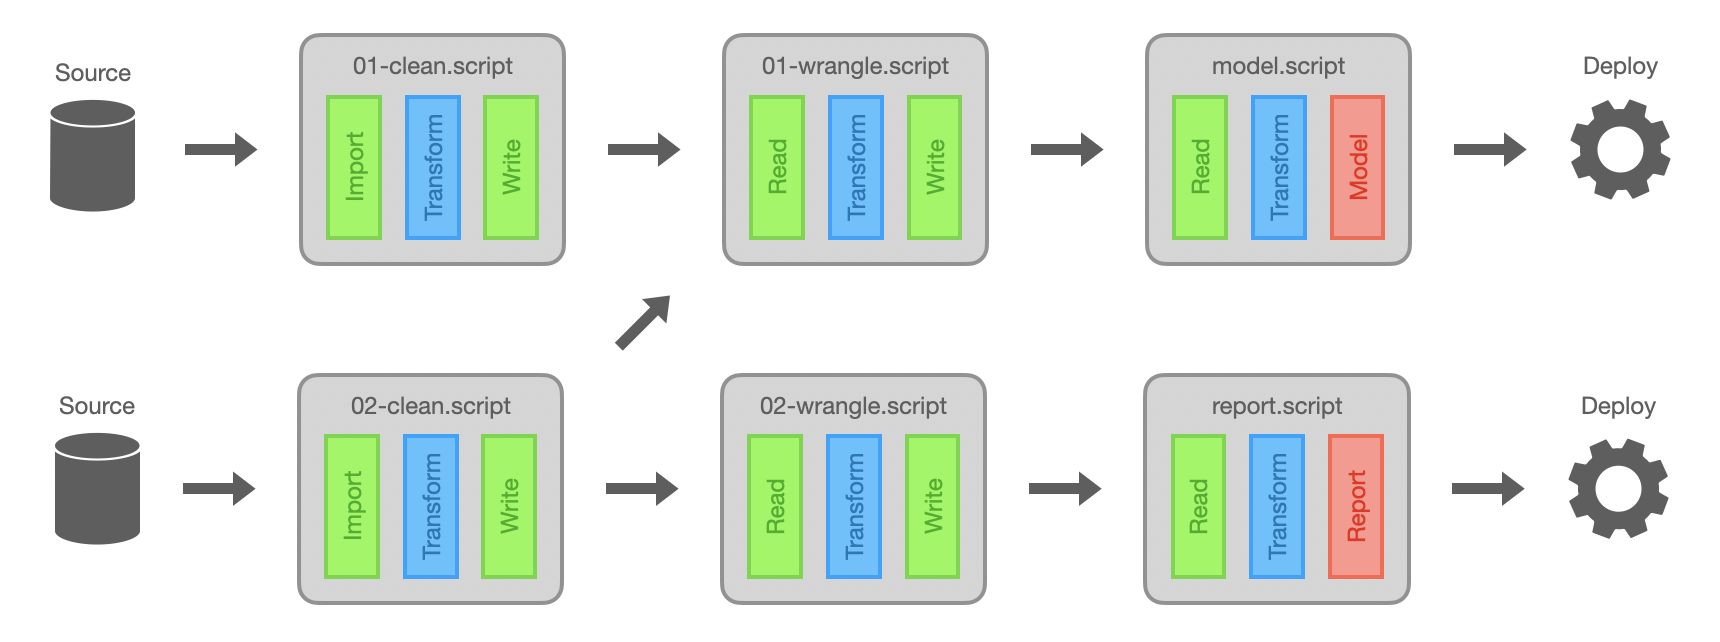 Source
01-clean.script
Import
Transform
Write
01-wrangle.script
Read
Transform
Write
model.script
Read
Transform
Model
Deploy
Source
02-clean.script
Import
Transform
Write
02-wrangle.script
Read
Transform
Write
report.script
Read
Transform
Report
Deploy